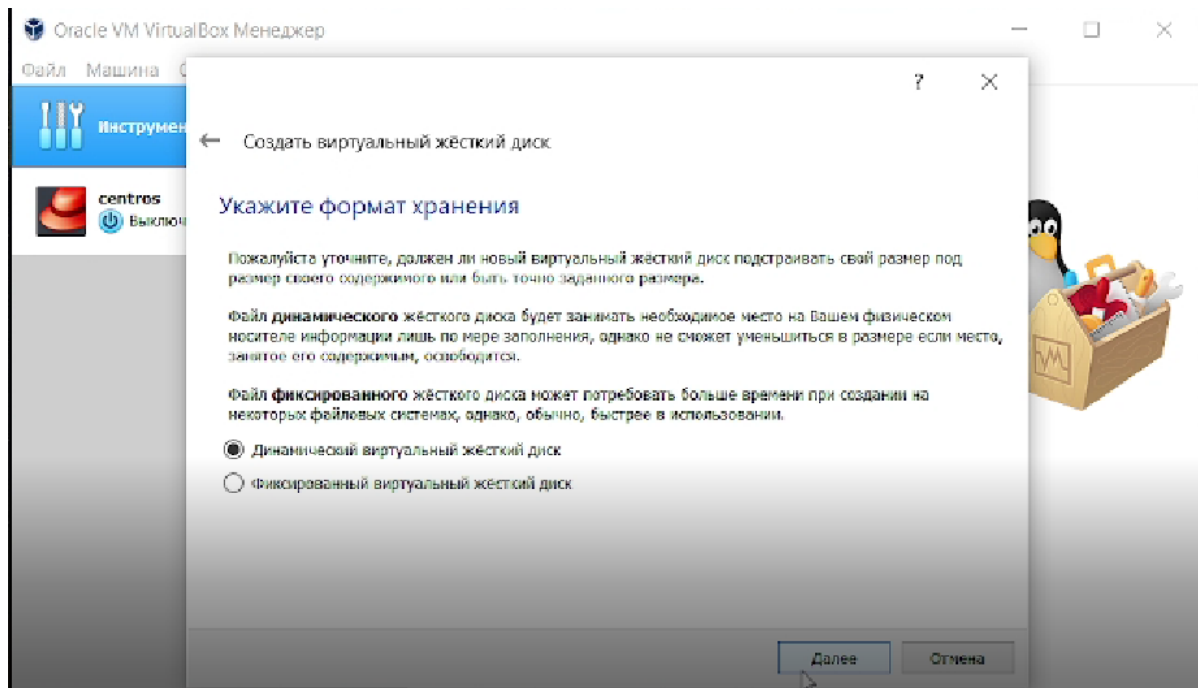 Oracle VM VirtualBox Менеджер
Файл Машина С
Инструмен
centros
Выключ
?
Создать виртуальный жёсткий диск
Укажите формат хранения
Пожалуйста уточните, должен ли новый виртуальный жёсткий диск подстраивать свой размер под
размер своего содержимого или быть точно заданного размера.
Файл динамического жёсткого диска будет занимать необходимое место на Вашем физическом
носителе информации лишь по мере заполнения, однако не сможет уменьшиться в размере если место,
занятое его содержимым, освободится.
Файл фиксированного жёсткого диска может потребовать больше времени при создании на
некоторых файловых системах, однако, обычно, быстрее в использовании.
Динамический виртуальный жёсткий диск
Фиксированный виртуальный жёсткий диск
Далее Отмена